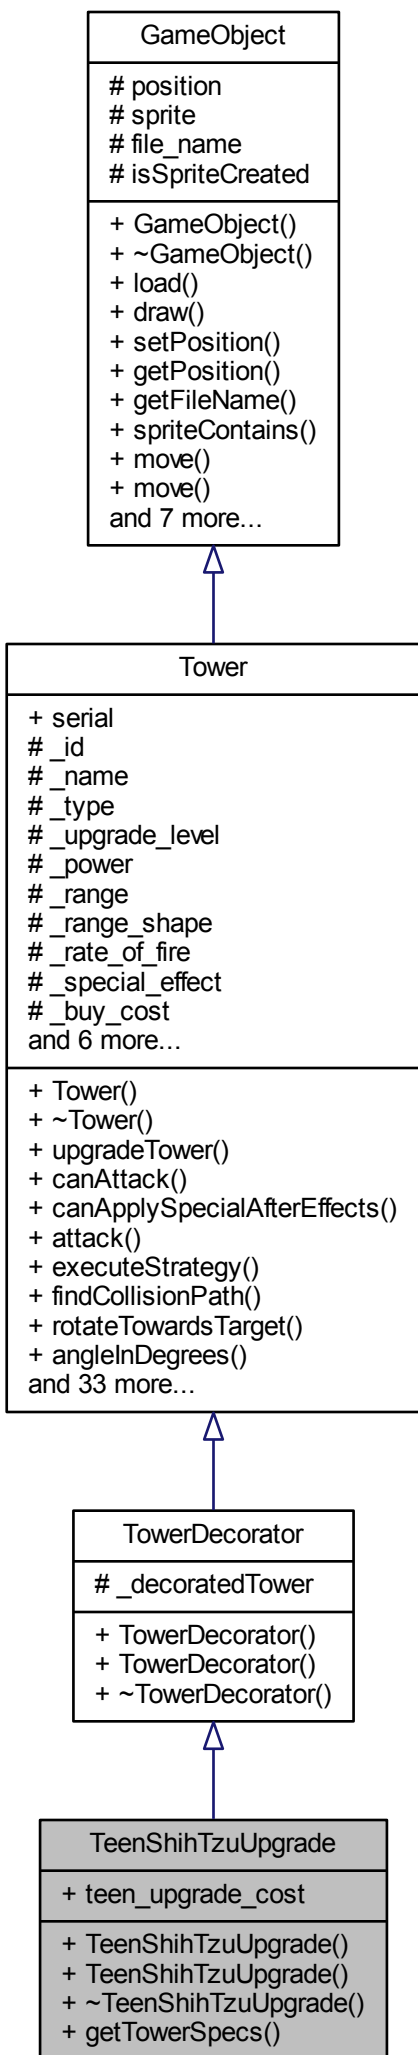 GameObject
# position
# sprite
# file_name
# isSpriteCreated
+ GameObject()
+ ~GameObject()
+ load()
+ draw()
+ setPosition()
+ getPosition()
+ getFileName()
+ spriteContains()
+ move()
+ move()
and 7 more...
Tower
+ serial
# _id
# _name
# _type
# _upgrade_level
# _power
# _range
# _range_shape
# _rate_of_fire
# _special_effect
# _buy_cost
and 6 more...
+ Tower()
+ ~Tower()
+ upgradeTower()
+ canAttack()
+ canApplySpecialAfterEffects()
+ attack()
+ executeStrategy()
+ findCollisionPath()
+ rotateTowardsTarget()
+ angleInDegrees()
and 33 more...
TowerDecorator
# _decoratedTower
+ TowerDecorator()
+ TowerDecorator()
+ ~TowerDecorator()
TeenShihTzuUpgrade
+ teen_upgrade_cost
+ TeenShihTzuUpgrade()
+ TeenShihTzuUpgrade()
+ ~TeenShihTzuUpgrade()
+ getTowerSpecs()